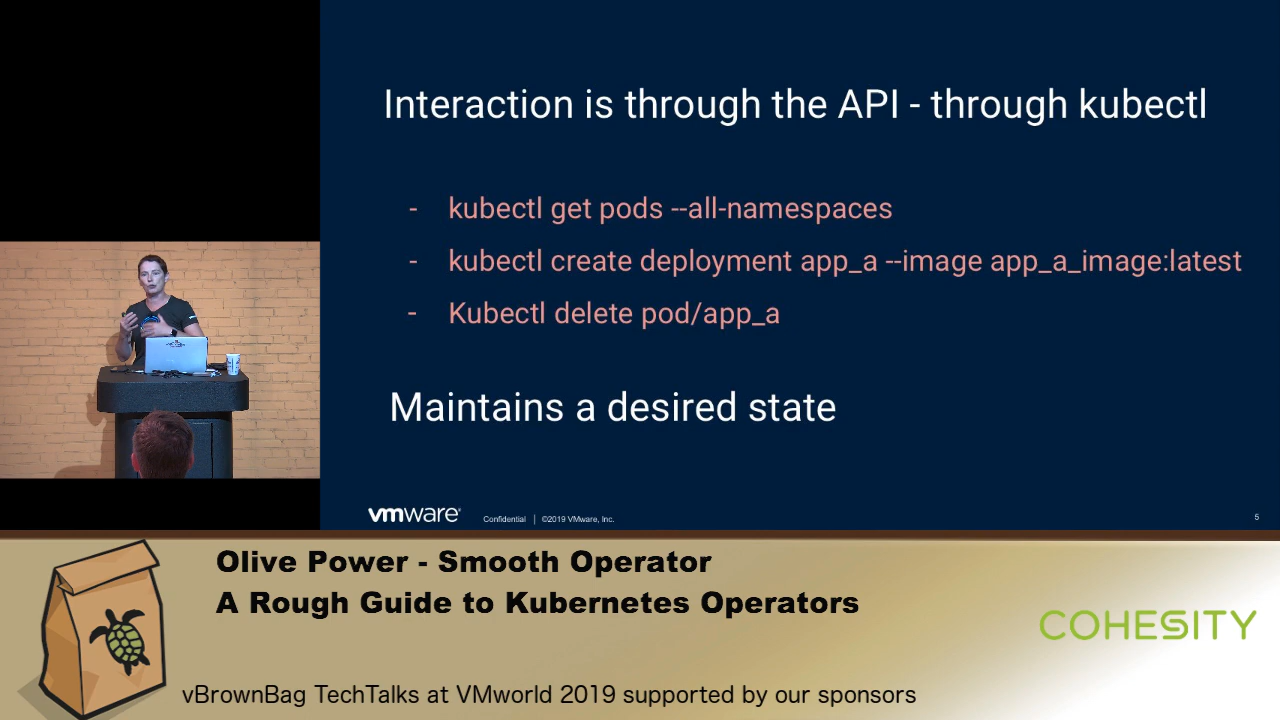 Interaction is through the API - through kubectl
- kubectl get pods --all-namespaces
- kubectl create deployment app_a --image app_a_image:latest
- Kubectl delete pod/app_a
Maintains a desired state
vmware Confidential | ©2019 VMware, Inc. 5
Olive Power - Smooth Operator
A Rough Guide to Kubernetes Operators
COHESITY
vBrownBag TechTalks at VMworld 2019 supported by our sponsors